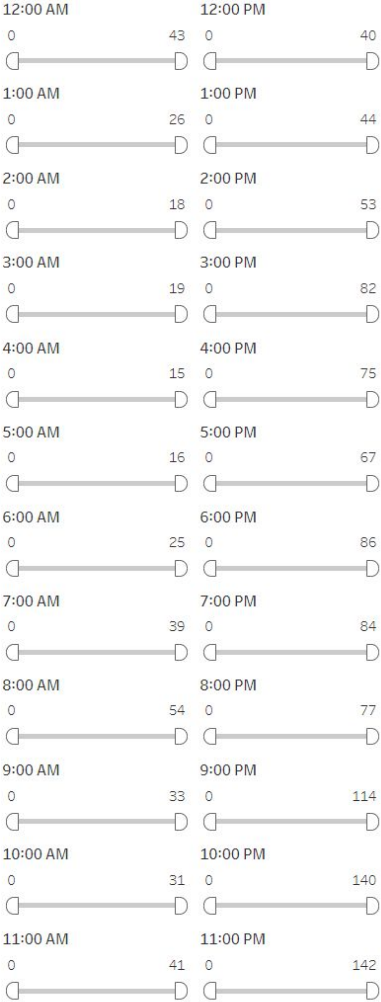 12:00 AM 12:00 PM
0 43 0 40
1:00 AM 1:00 PM
0 26 0 44
2:00 AM 2:00 PM
0 18 0 53
3:00 AM 3:00 PM
0 19 0 82
4:00 AM 4:00 PM
0 15 0 75
5:00 AM 5:00 PM
0 16 0 67
6:00 AM 6:00 PM
0 25 0 86
7:00 AM 7:00 PM
0 39 0 84
8:00 AM 8:00 PM
0 54 0 77
9:00 AM 9:00 PM
0 33 0 114
10:00 AM 10:00 PM
0 31 0 140
11:00 AM 11:00 PM
0 41 0 142